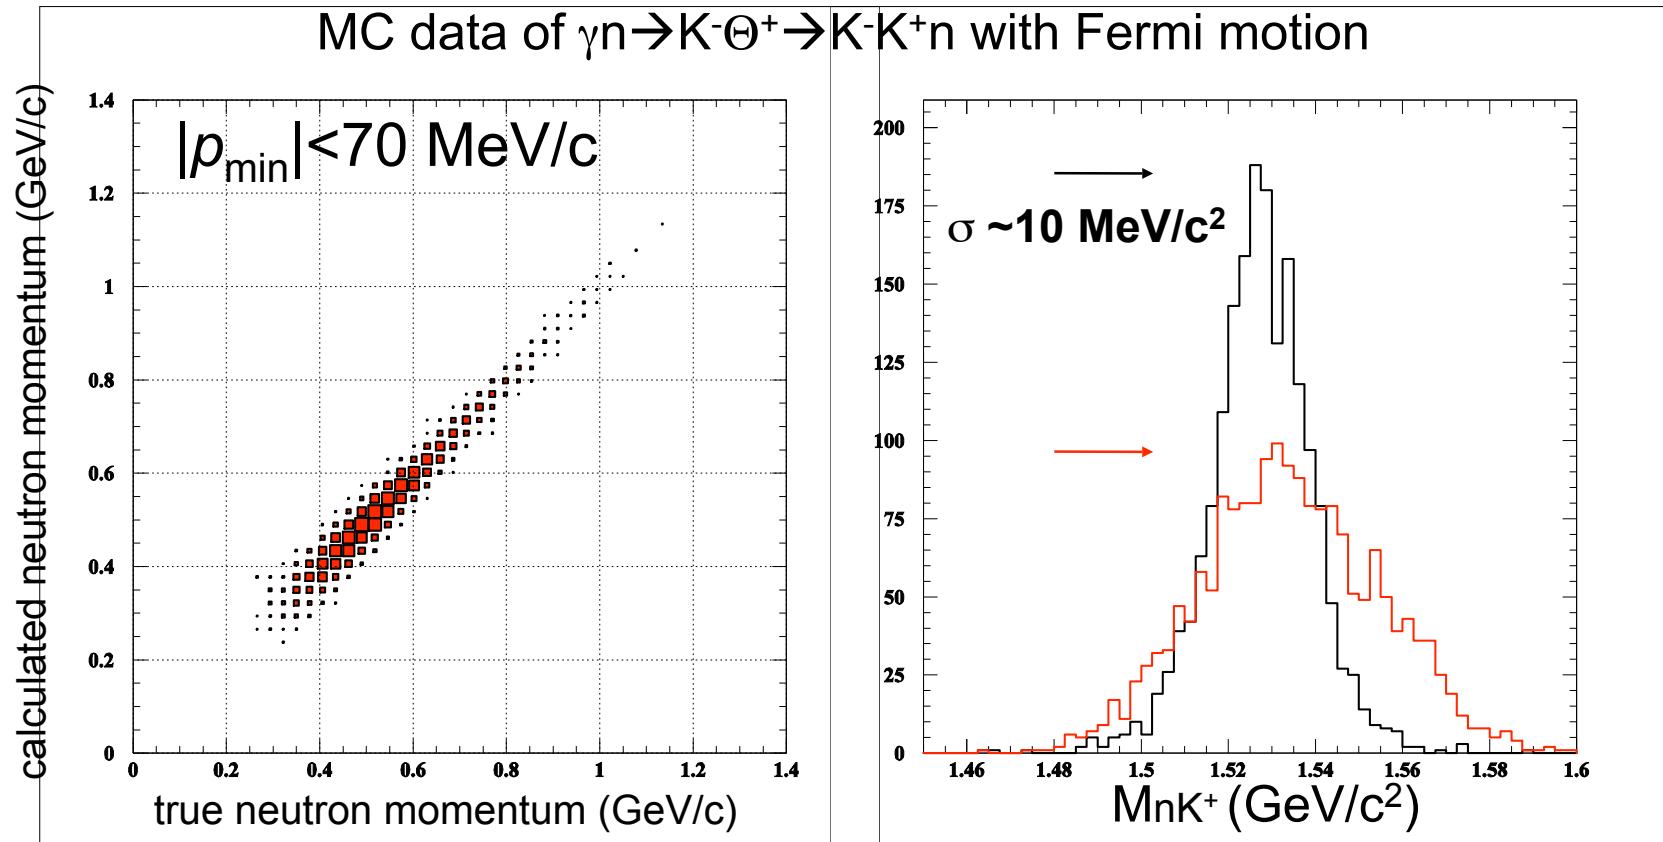 MC data of γn→K-Θ+→K-K+n with Fermi motion
calculated neutron momentum (GeV/c)
1.4
1.2
1
0.8
0.6
0.4
0.2
0
|pmin|<70 MeV/c
0 0.2 0.4 0.6 0.8 1 1.2 1.4
true neutron momentum (GeV/c)
200
175
150
125
100
75
50
25
0
σ ~10 MeV/c2
1.46 1.48 1.5 1.52 1.54 1.56 1.58 1.6
MnK+ (GeV/c2)